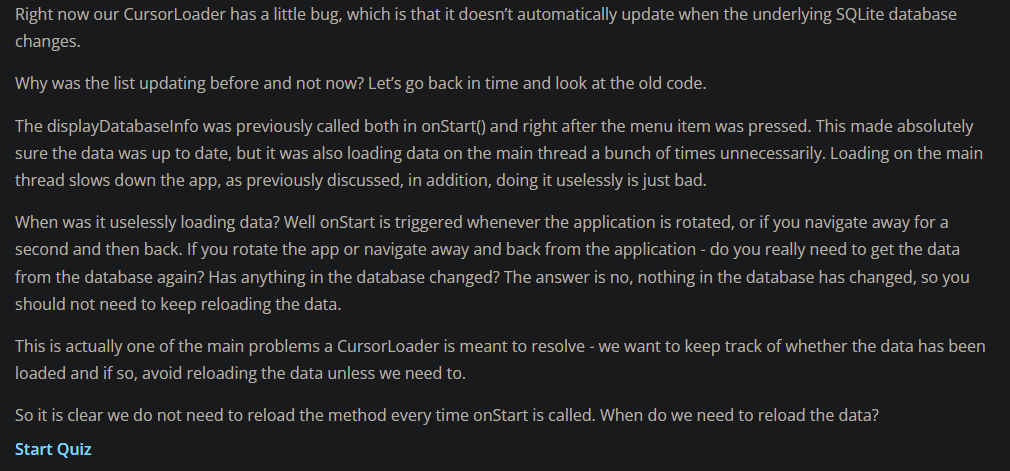 Right now our CursorLoader has a little bug, which is that it doesn’t automatically update when the underlying SQLite database
changes.
Why was the list updating before and not now? Let’s go back in time and look at the old code.
The displayDatabaseInfo was previously called both in onStart() and right after the menu item was pressed. This made absolutely
sure the data was up to date, but it was also loading data on the main thread a bunch of times unnecessarily. Loading on the main
thread slows down the app, as previously discussed, in addition, doing it uselessly is just bad.
When was it uselessly loading data? Well onStart is triggered whenever the application is rotated, or if you navigate away for a
second and then back. If you rotate the app or navigate away and back from the application - do you really need to get the data
from the database again? Has anything in the database changed? The answer is no, nothing in the database has changed, so you
should not need to keep reloading the data.
This is actually one of the main problems a CursorLoader is meant to resolve - we want to keep track of whether the data has been
loaded and if so, avoid reloading the data unless we need to.
So it is clear we do not need to reload the method every time onStart is called. When do we need to reload the data?
Start Quiz